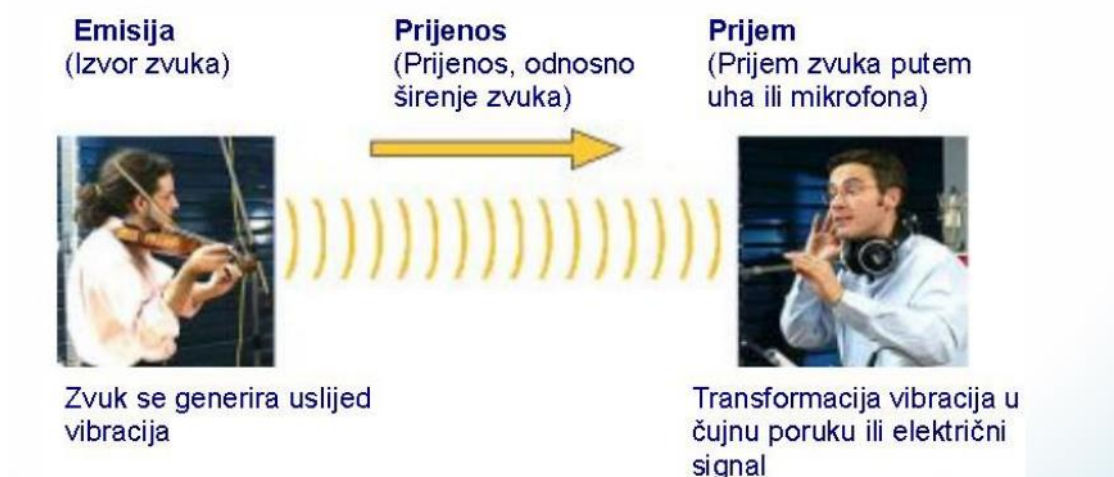 Emisija
(Izvor zvuka)
Prijenos
(Prijenos, odnosno
širenje zvuka)
Prijem
(Prijem zvuka putem
uha ili mikrofona)
Zvuk se generira uslijed
vibracija
Transformacija vibracija u
čujnu poruku ili električni
signal